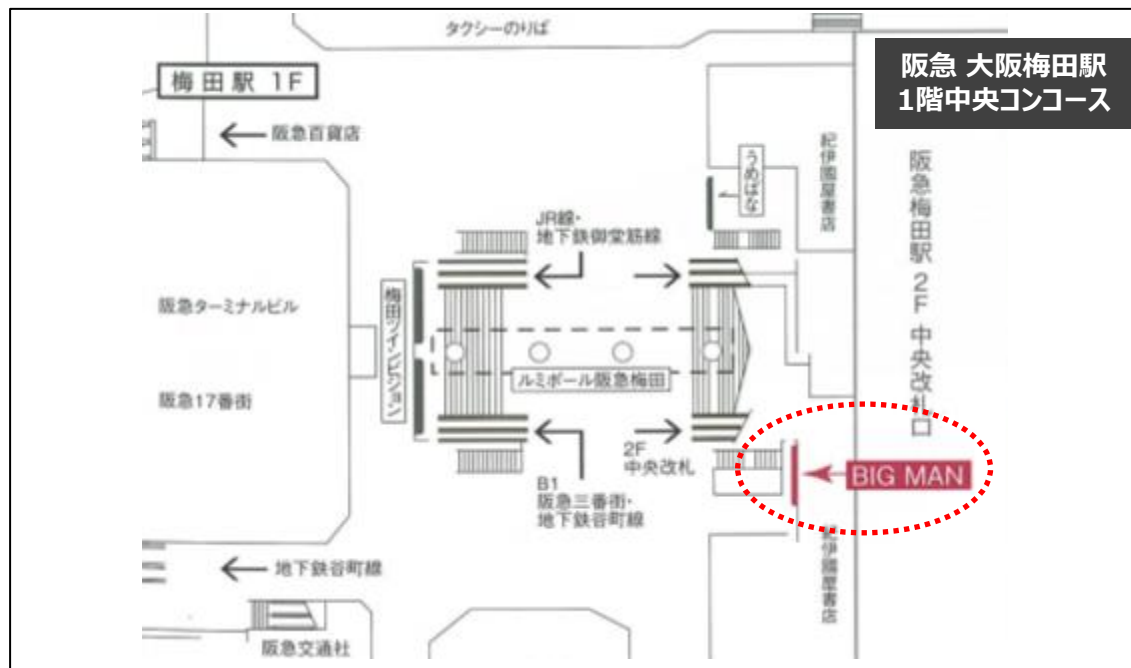 タクシーのりば
阪急 大阪梅田駅
1階中央コンコース
梅田駅 1F
阪急百貨店
紀伊國屋書店
うめばな
阪急梅田駅 2F 中央改札口
JR線・
地下鉄御堂筋線
阪急ターミナルビル
梅田ツインビジョン
ルミポール阪急梅田
阪急17番街
2F
中央改札
BIG MAN
B1
阪急三番街・
地下鉄谷町線
紀伊國屋書店
地下鉄谷町線
阪急交通社